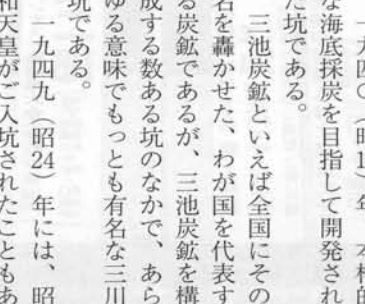 一九四〇(昭1)年、本格的
な海底採炭を目指して開発され
た坑である。
三池炭鉱といえば全国にその
名を轟かせた、わが国を代表す
る炭鉱であるが、三池炭鉱を構
成する数ある坑のなかで、あら
ゆる意味でもっとも有名な三川
坑である。
一九四九(昭24)年には、昭
和天皇がご入坑されたこともあ